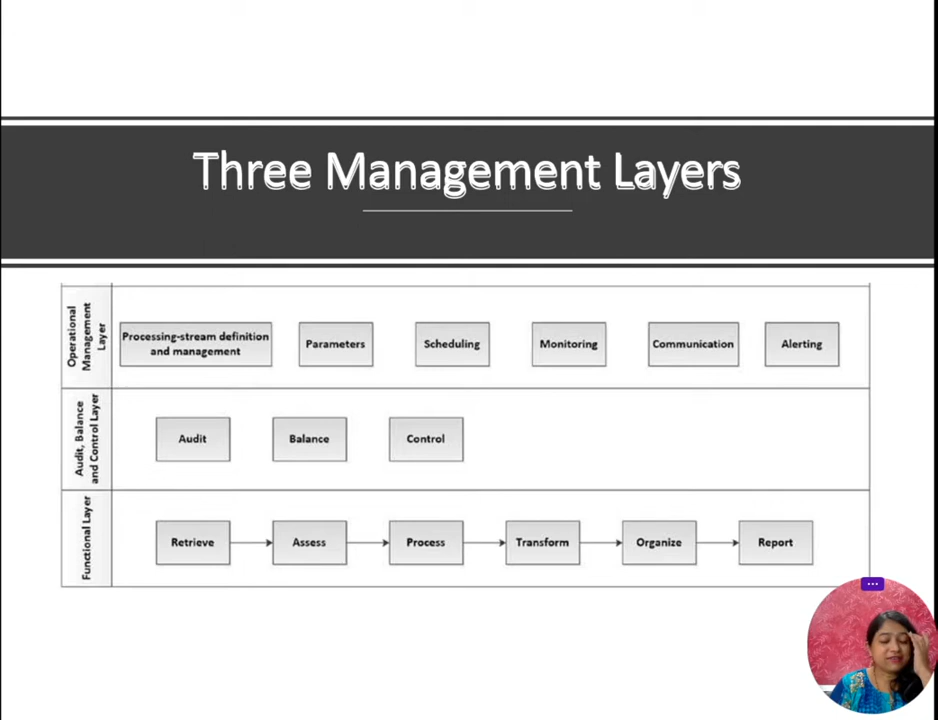 Three Management Layers
Operational
Management
Layer
Processing-stream definition
and management
Parameters
Scheduling
Monitoring
Communication
Alerting
Audit, Balance
and Control Layer
Audit
Balance
Control
Functional Layer
Retrieve
Assess
Process
Transform
Organize
Report